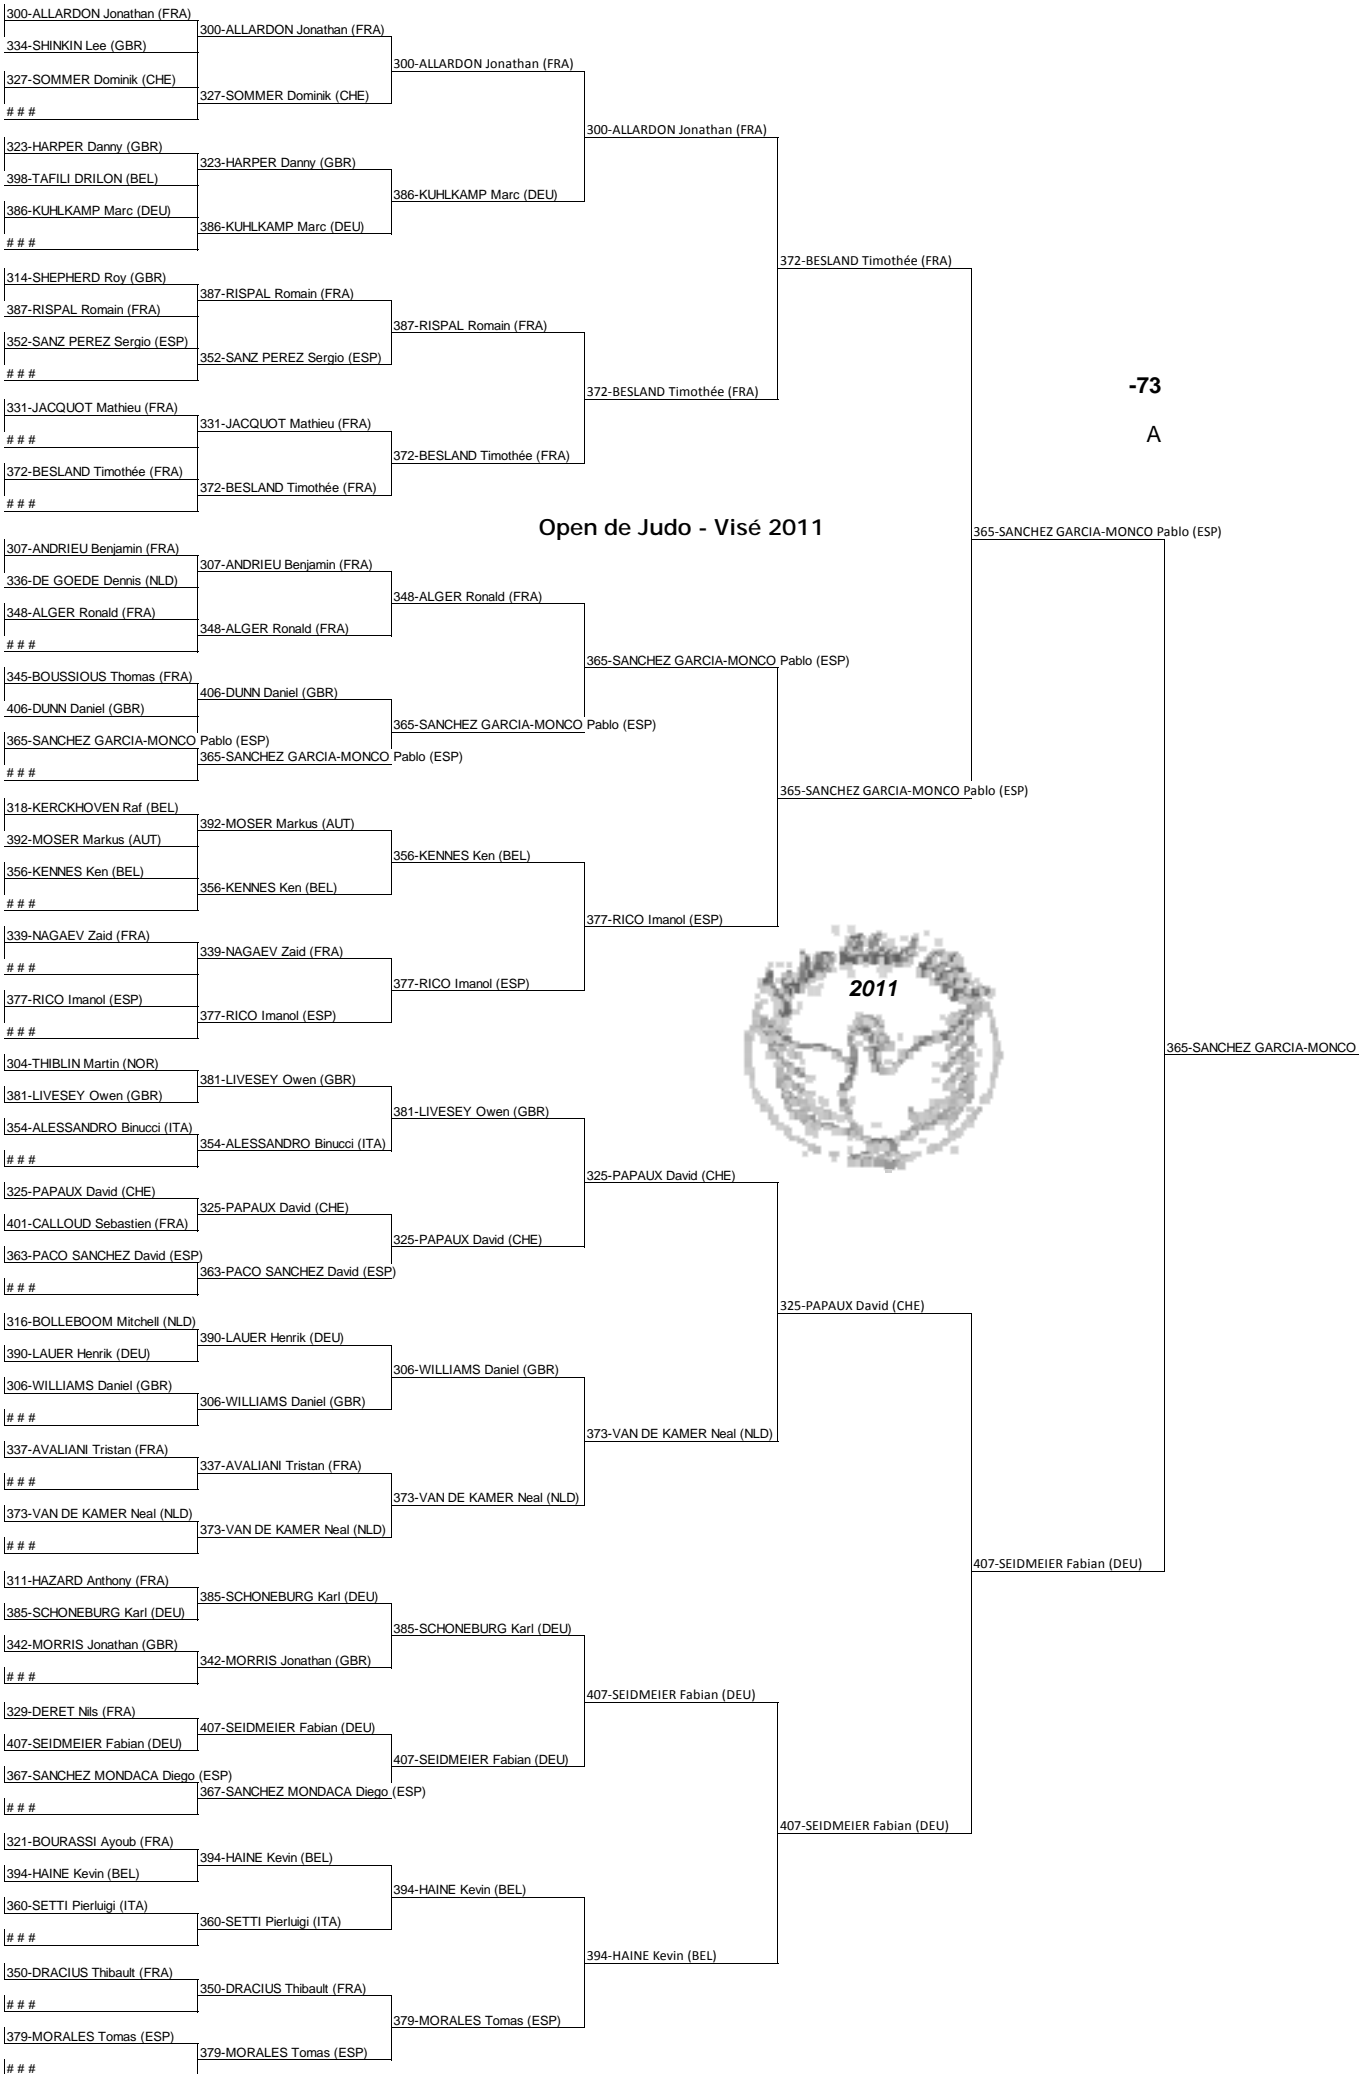 300-ALLARDON Jonathan (FRA)
334-SHINKIN Lee (GBR)
327-SOMMER Dominik (CHE)
# # #
323-HARPER Danny (GBR)
398-TAFILI DRILON (BEL)
386-KUHLKAMP Marc (DEU)
# # #
314-SHEPHERD Roy (GBR)
387-RISPAL Romain (FRA)
352-SANZ PEREZ Sergio (ESP)
# # #
331-JACQUOT Mathieu (FRA)
# # #
372-BESLAND Timothée (FRA)
# # #
307-ANDRIEU Benjamin (FRA)
336-DE GOEDE Dennis (NLD)
348-ALGER Ronald (FRA)
# # #
345-BOUSSIOUS Thomas (FRA)
406-DUNN Daniel (GBR)
365-SANCHEZ GARCIA-MONCO Pablo (ESP)
# # #
318-KERCKHOVEN Raf (BEL)
392-MOSER Markus (AUT)
356-KENNES Ken (BEL)
# # #
339-NAGAEV Zaid (FRA)
# # #
377-RICO Imanol (ESP)
# # #
304-THIBLIN Martin (NOR)
381-LIVESEY Owen (GBR)
354-ALESSANDRO Binucci (ITA)
# # #
325-PAPAUX David (CHE)
401-CALLOUD Sebastien (FRA)
363-PACO SANCHEZ David (ESP)
# # #
316-BOLLEBOOM Mitchell (NLD)
390-LAUER Henrik (DEU)
306-WILLIAMS Daniel (GBR)
# # #
337-AVALIANI Tristan (FRA)
# # #
373-VAN DE KAMER Neal (NLD)
# # #
311-HAZARD Anthony (FRA)
385-SCHONEBURG Karl (DEU)
342-MORRIS Jonathan (GBR)
# # #
329-DERET Nils (FRA)
407-SEIDMEIER Fabian (DEU)
367-SANCHEZ MONDACA Diego (ESP)
# # #
321-BOURASSI Ayoub (FRA)
394-HAINE Kevin (BEL)
360-SETTI Pierluigi (ITA)
# # #
350-DRACIUS Thibault (FRA)
# # #
379-MORALES Tomas (ESP)
# # #
300-ALLARDON Jonathan (FRA)
327-SOMMER Dominik (CHE)
323-HARPER Danny (GBR)
386-KUHLKAMP Marc (DEU)
387-RISPAL Romain (FRA)
352-SANZ PEREZ Sergio (ESP)
331-JACQUOT Mathieu (FRA)
372-BESLAND Timothée (FRA)
307-ANDRIEU Benjamin (FRA)
348-ALGER Ronald (FRA)
406-DUNN Daniel (GBR)
365-SANCHEZ GARCIA-MONCO Pablo (ESP)
392-MOSER Markus (AUT)
356-KENNES Ken (BEL)
339-NAGAEV Zaid (FRA)
377-RICO Imanol (ESP)
381-LIVESEY Owen (GBR)
354-ALESSANDRO Binucci (ITA)
325-PAPAUX David (CHE)
363-PACO SANCHEZ David (ESP)
390-LAUER Henrik (DEU)
306-WILLIAMS Daniel (GBR)
337-AVALIANI Tristan (FRA)
373-VAN DE KAMER Neal (NLD)
385-SCHONEBURG Karl (DEU)
342-MORRIS Jonathan (GBR)
407-SEIDMEIER Fabian (DEU)
367-SANCHEZ MONDACA Diego (ESP)
394-HAINE Kevin (BEL)
360-SETTI Pierluigi (ITA)
350-DRACIUS Thibault (FRA)
379-MORALES Tomas (ESP)
300-ALLARDON Jonathan (FRA)
386-KUHLKAMP Marc (DEU)
387-RISPAL Romain (FRA)
372-BESLAND Timothée (FRA)
348-ALGER Ronald (FRA)
365-SANCHEZ GARCIA-MONCO Pablo (ESP)
356-KENNES Ken (BEL)
377-RICO Imanol (ESP)
381-LIVESEY Owen (GBR)
325-PAPAUX David (CHE)
306-WILLIAMS Daniel (GBR)
373-VAN DE KAMER Neal (NLD)
385-SCHONEBURG Karl (DEU)
407-SEIDMEIER Fabian (DEU)
394-HAINE Kevin (BEL)
379-MORALES Tomas (ESP)
300-ALLARDON Jonathan (FRA)
372-BESLAND Timothée (FRA)
Open de Judo - Visé 2011
365-SANCHEZ GARCIA-MONCO Pablo (ESP)
377-RICO Imanol (ESP)
325-PAPAUX David (CHE)
373-VAN DE KAMER Neal (NLD)
407-SEIDMEIER Fabian (DEU)
394-HAINE Kevin (BEL)
372-BESLAND Timothée (FRA)
365-SANCHEZ GARCIA-MONCO Pablo (ESP)
2011
325-PAPAUX David (CHE)
407-SEIDMEIER Fabian (DEU)
-73
A
365-SANCHEZ GARCIA-MONCO Pablo (ESP)
407-SEIDMEIER Fabian (DEU)
365-SANCHEZ GARCIA-MONCO